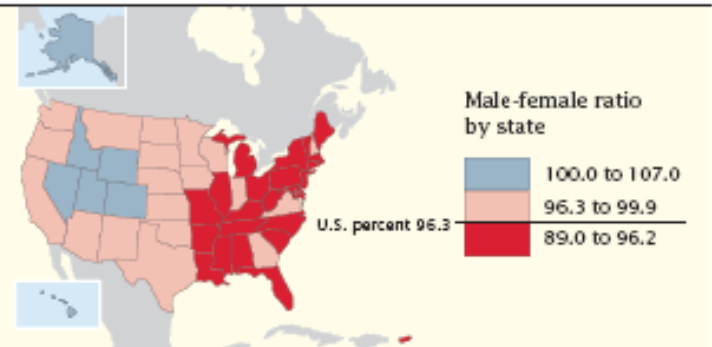 Male-female ratio
by state
100.0 to 107.0
96.3 to 99.9
U.S. percent 96.3
89.0 to 96.2